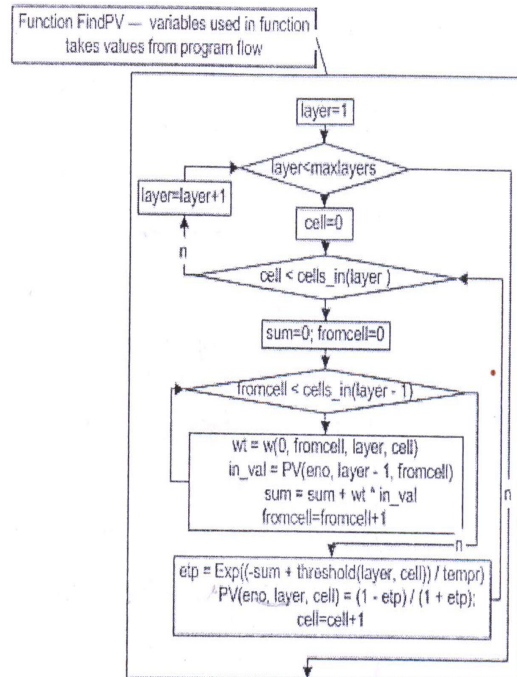 Function FindPV — variables used in function
takes values from program flow
layer=1
layer<maxlayers
layer=layer+1
cell=0
n
cell < cells_in(layer )
sum=0; fromcell=0
fromcell < cells_in(layer - 1)
wt = w(0, fromcell, layer, cell)
in_val = PV(eno, layer - 1, fromcell)
sum = sum + wt * in_val
fromcell=fromcell+1
n
n
etp = Exp((-sum + threshold(layer, cell)) / tempr)
PV(eno, layer, cell) = (1 - etp) / (1 + etp);
cell=cell+1